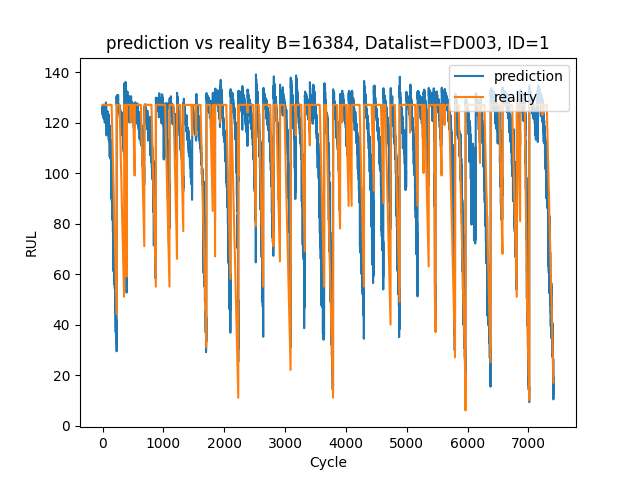 prediction vs reality B=16384, Datalist=FD003, ID=1
prediction
reality
140
120
100
80
60
40
20
0
RUL
0 1000 2000 3000 4000 5000 6000 7000
Cycle